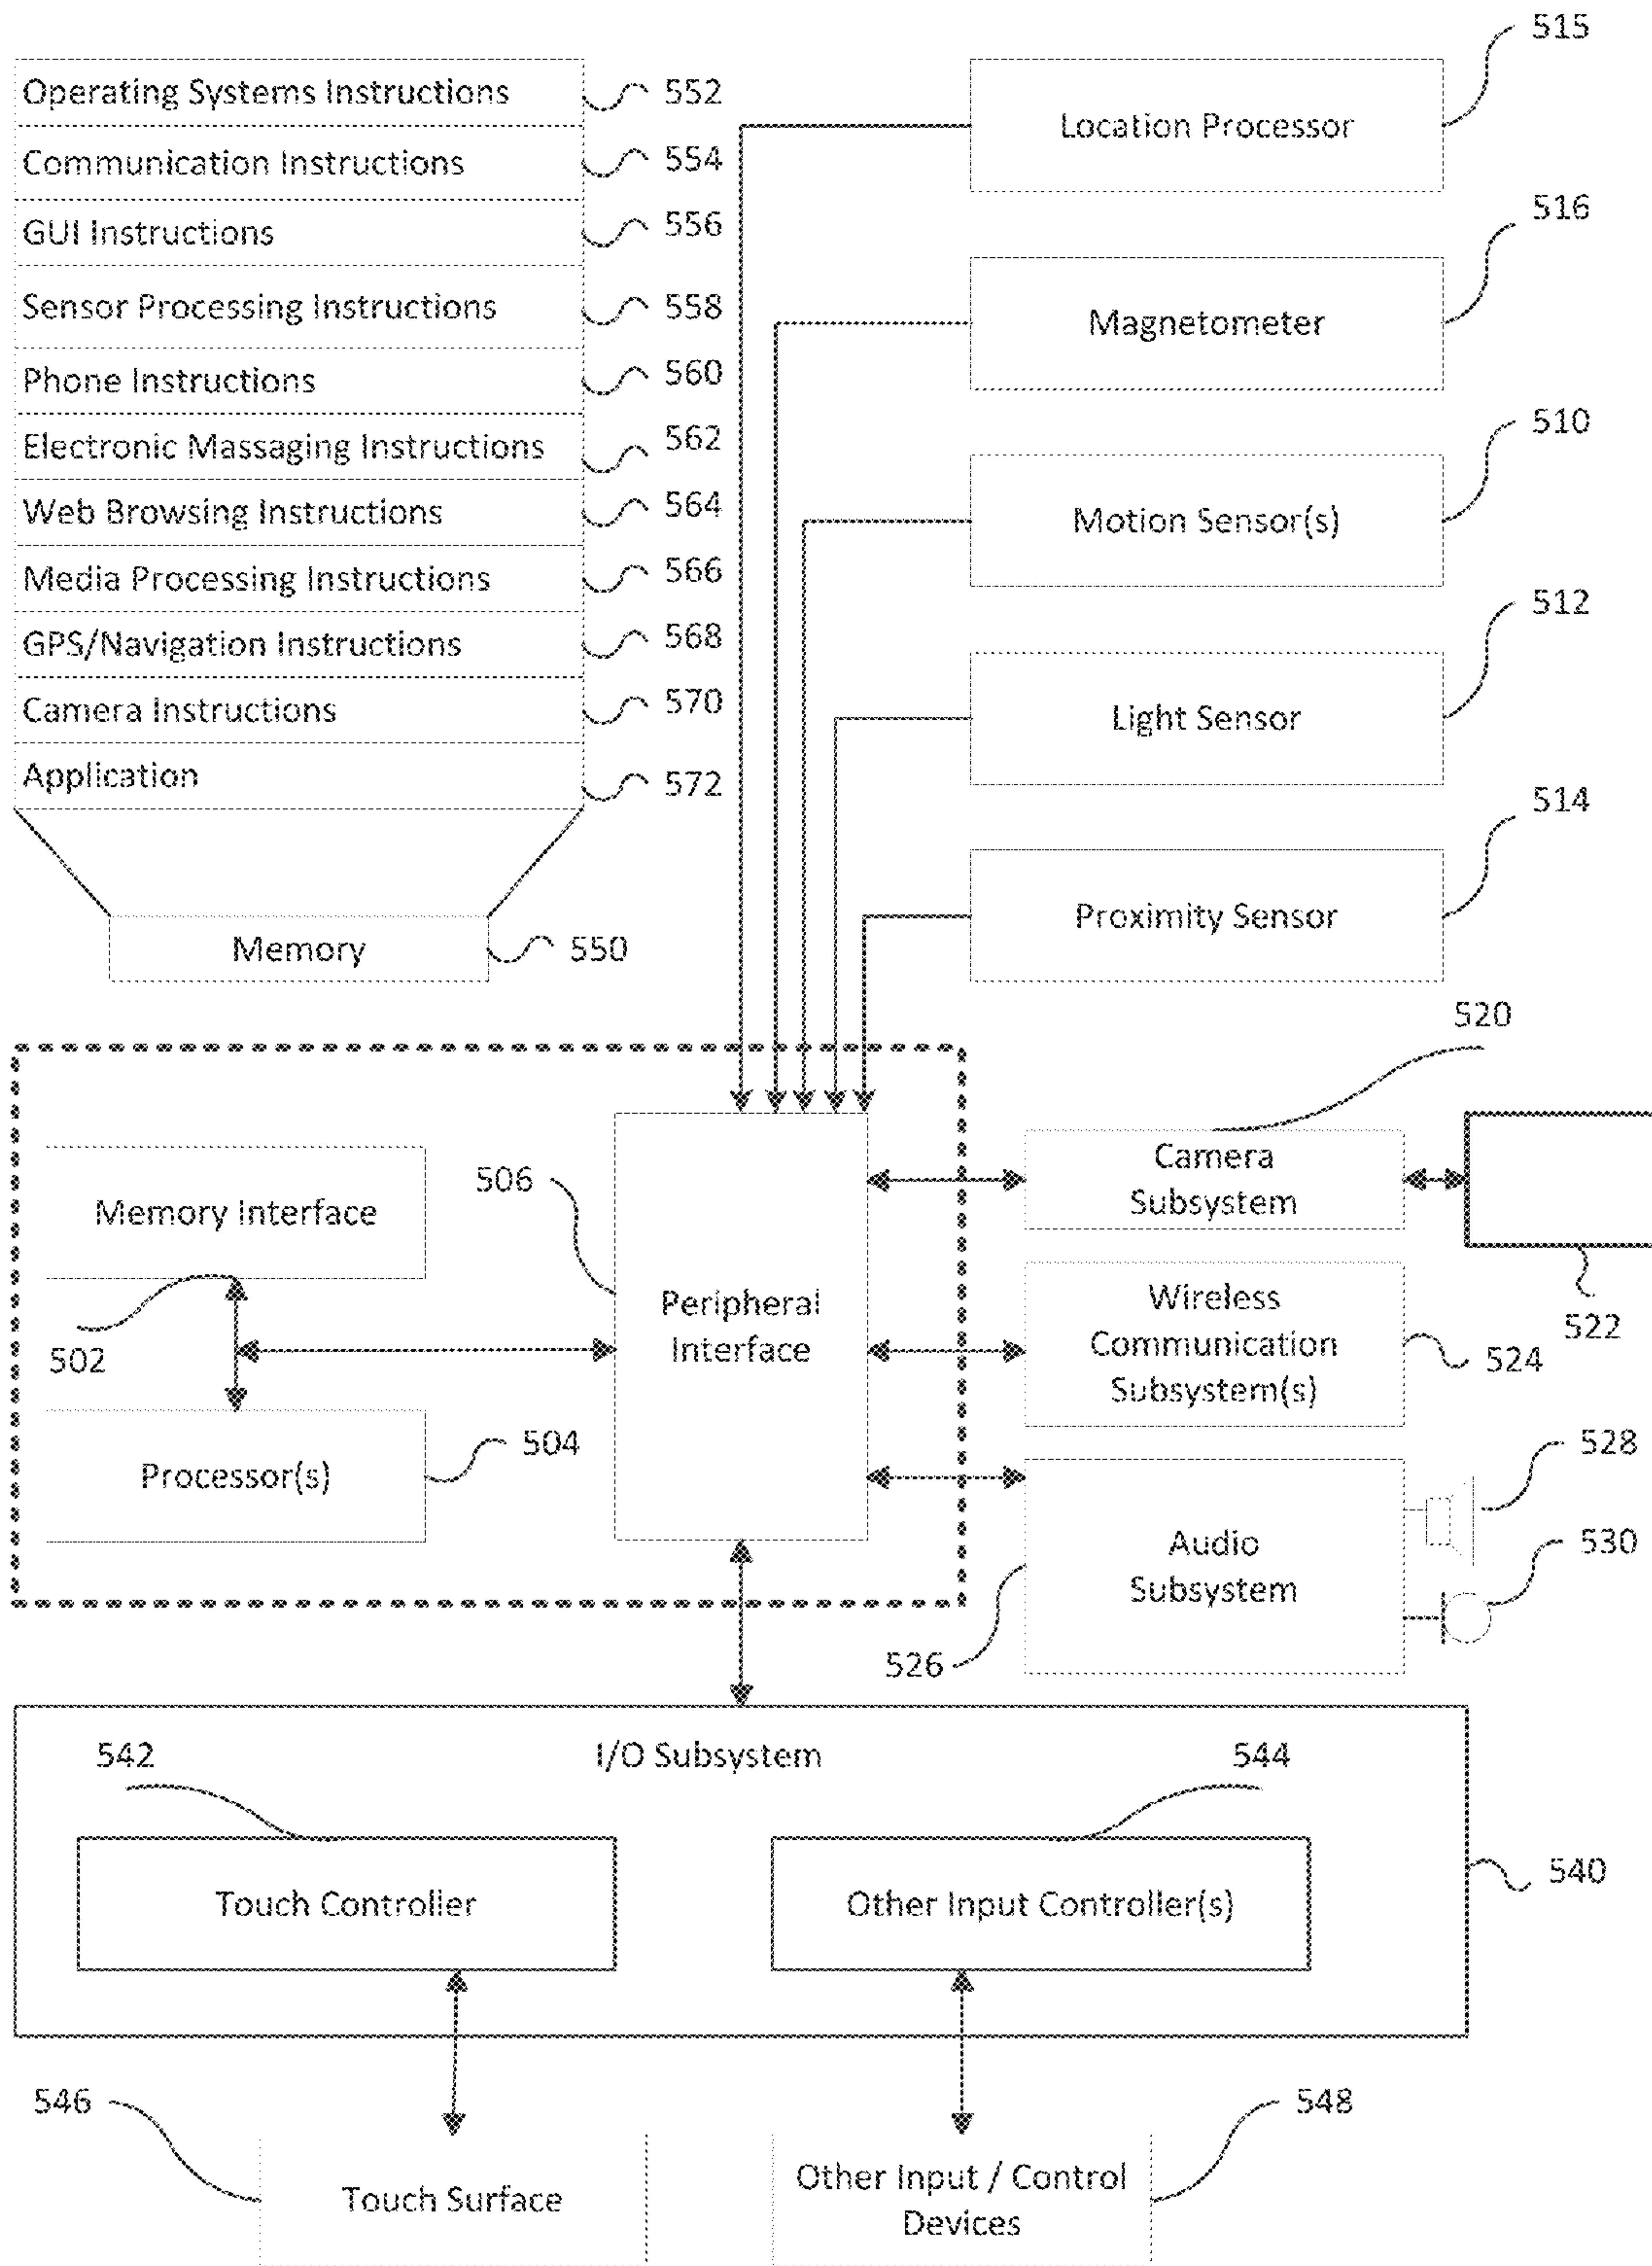 515
Operating Systems Instructions 552
Location Processor
Communication Instructions 554
516
GUI Instructions 556
Sensor Processing Instructions 558
Magnetometer
Phone Instructions 560
510
Electronic Massaging Instructions 562
Web Browsing Instructions 564
Motion Sensor(s)
Media Processing Instructions 566
512
GPS/Navigation Instructions 568
Camera Instructions 570
Light Sensor
Application 572
514
Proximity Sensor
Memory 550
520
Camera
Subsystem
506
Memory Interface
522
Wireless
Communication
Subsystem(s)
524
Peripheral
Interface
502
504
Processor(s)
528
530
Audio
Subsystem
526
I/O Subsystem
542
544
540
Touch Controller
Other Input Controller(s)
546
548
Touch Surface
Other Input / Control
Devices